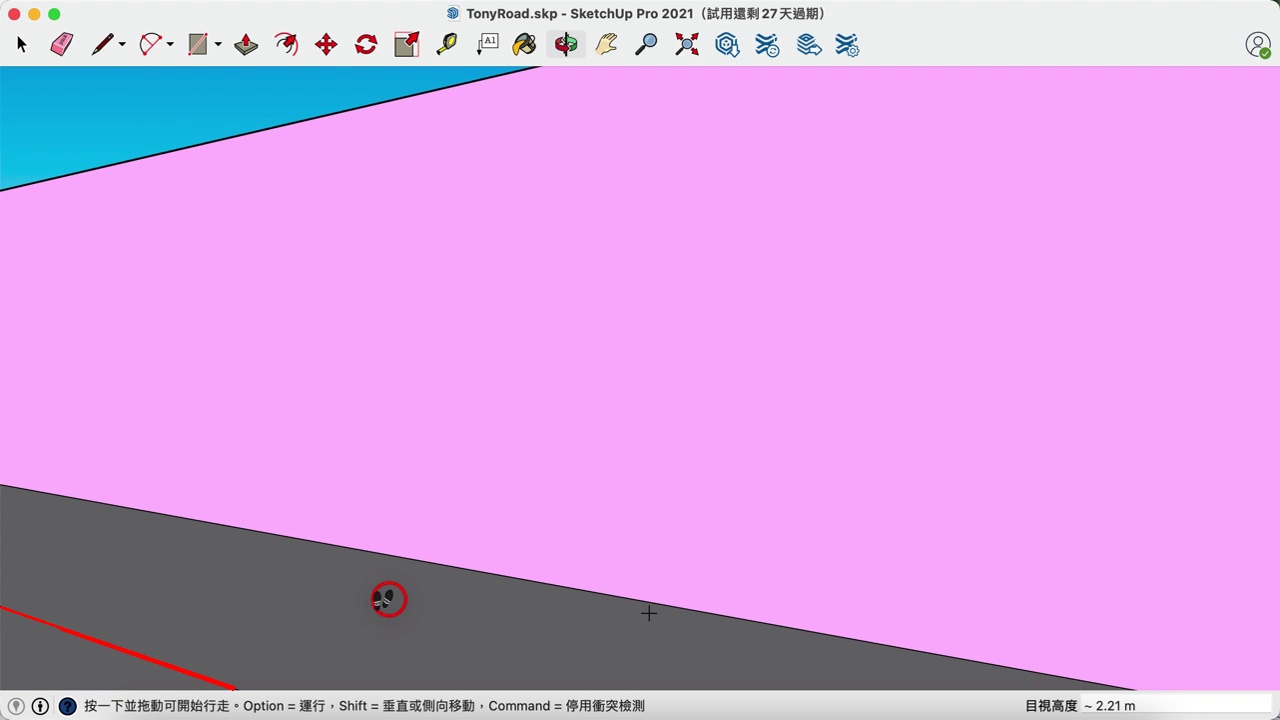 TonyRoad.skp - SketchUp Pro 2021（試用還剩 27 天過期）
A1
按一下並拖動可開始行走。Option = 運行，Shift = 垂直或側向移動，Command = 停用衝突檢測
目視高度 ~ 2.21 m